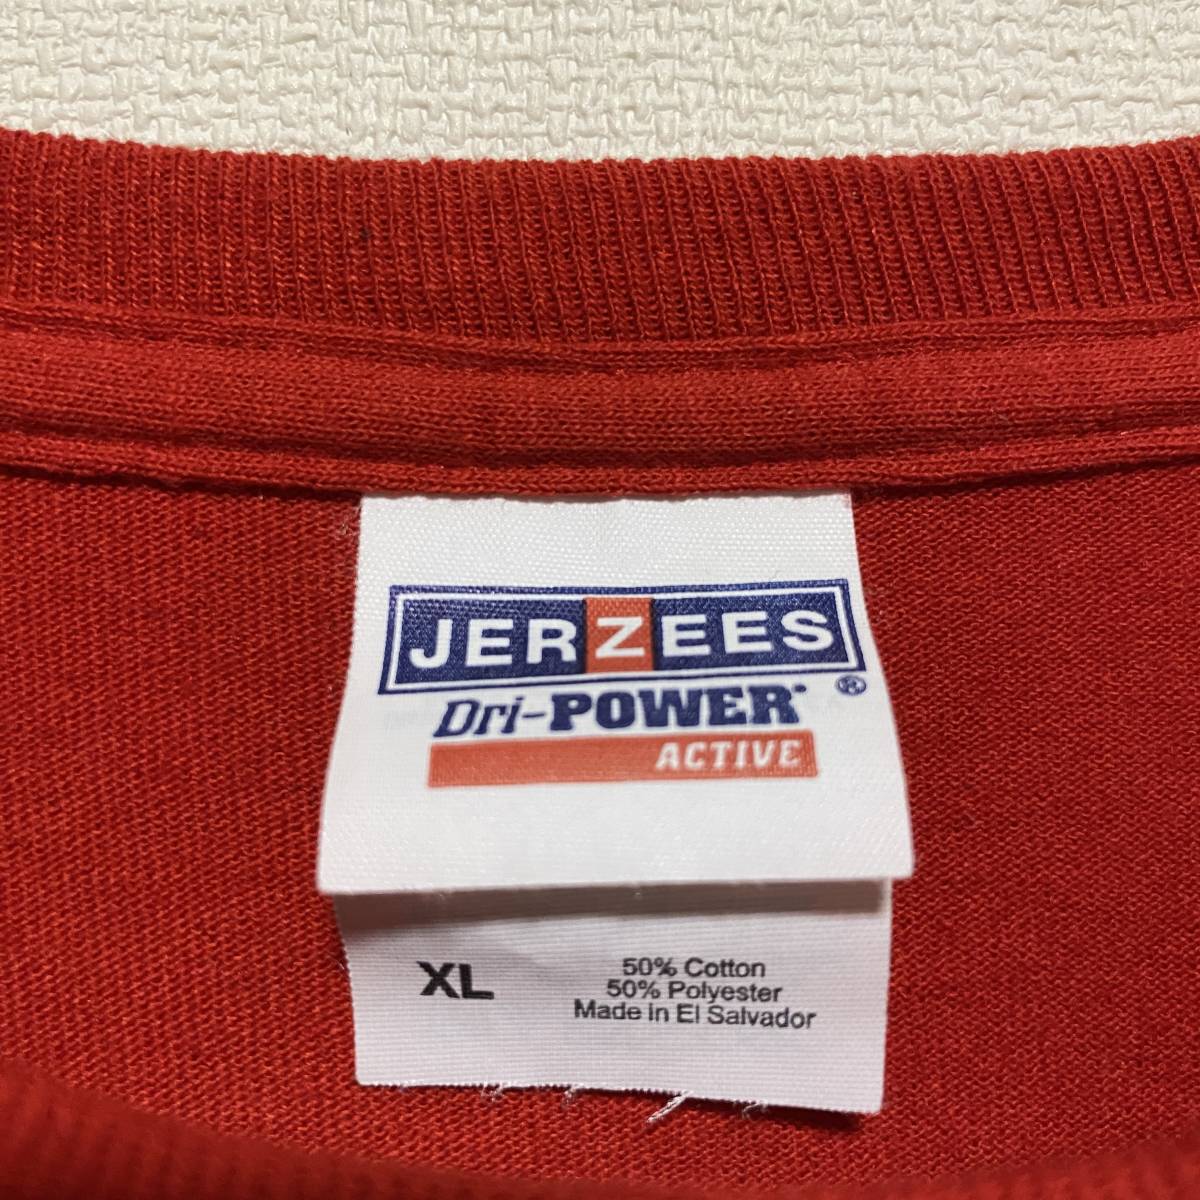 JERZEES
Dri-POWER ®
ACTIVE
XL
50% Cotton
50% Polyester
Made in El Salvador